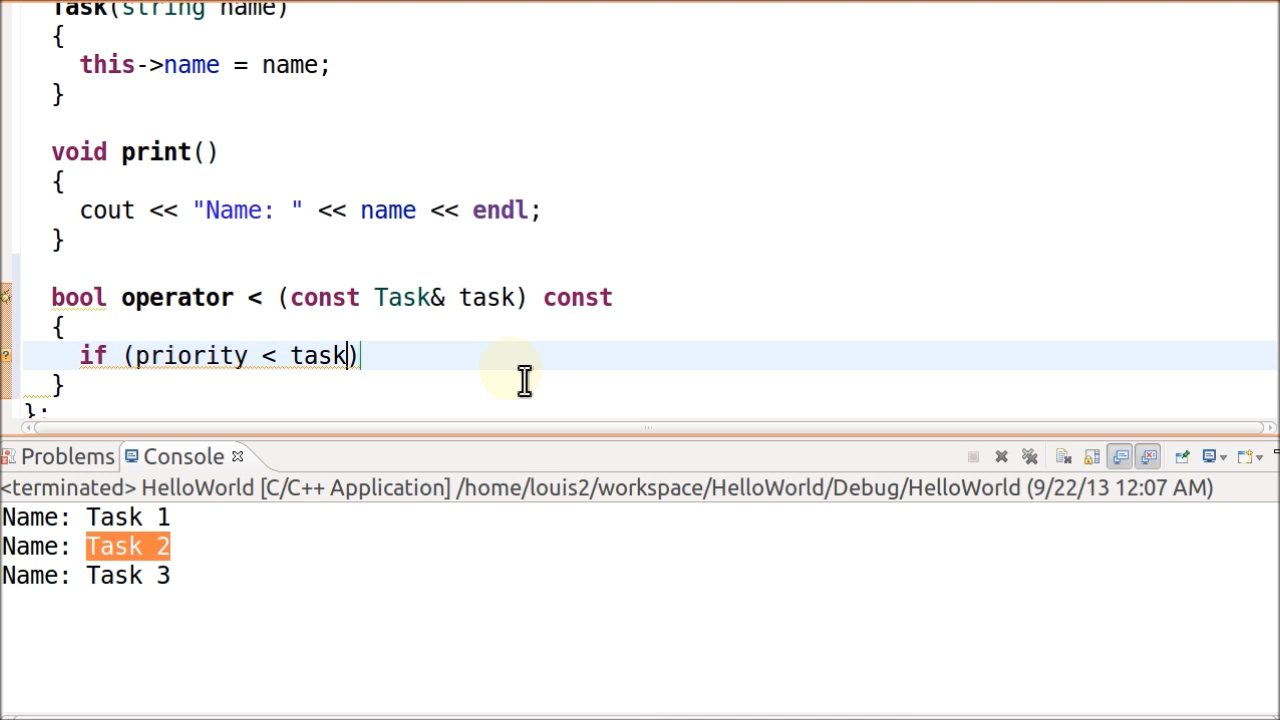 Task(string name)
{
this->name = name;
}
void print()
{
cout << "Name: " << name << endl;
}
bool operator < (const Task& task) const
{
if (priority < task)
}
};
Problems Console
<terminated> HelloWorld [C/C++ Application] /home/louis2/workspace/HelloWorld/Debug/HelloWorld (9/22/13 12:07 AM)
Name: Task 1
Name: Task 2
Name: Task 3